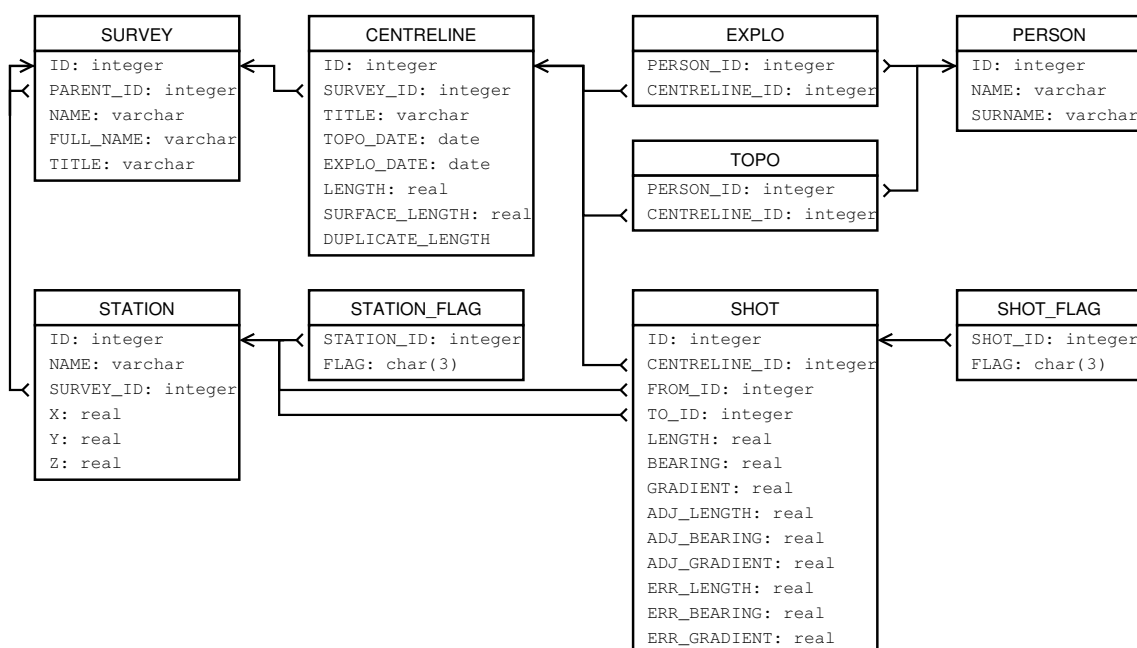 SURVEY
ID: integer
PARENT_ID: integer
NAME: varchar
FULL_NAME: varchar
TITLE: varchar
CENTRELINE
ID: integer
SURVEY_ID: integer
TITLE: varchar
TOPO_DATE: date
EXPLO_DATE: date
LENGTH: real
SURFACE_LENGTH: real
DUPLICATE_LENGTH
EXPLO
PERSON_ID: integer
CENTRELINE_ID: integer
PERSON
ID: integer
NAME: varchar
SURNAME: varchar
TOPO
PERSON_ID: integer
CENTRELINE_ID: integer
STATION
ID: integer
NAME: varchar
SURVEY_ID: integer
X: real
Y: real
Z: real
STATION_FLAG
STATION_ID: integer
FLAG: char(3)
SHOT
ID: integer
CENTRELINE_ID: integer
FROM_ID: integer
TO_ID: integer
LENGTH: real
BEARING: real
GRADIENT: real
ADJ_LENGTH: real
ADJ_BEARING: real
ADJ_GRADIENT: real
ERR_LENGTH: real
ERR_BEARING: real
ERR_GRADIENT: real
SHOT_FLAG
SHOT_ID: integer
FLAG: char(3)